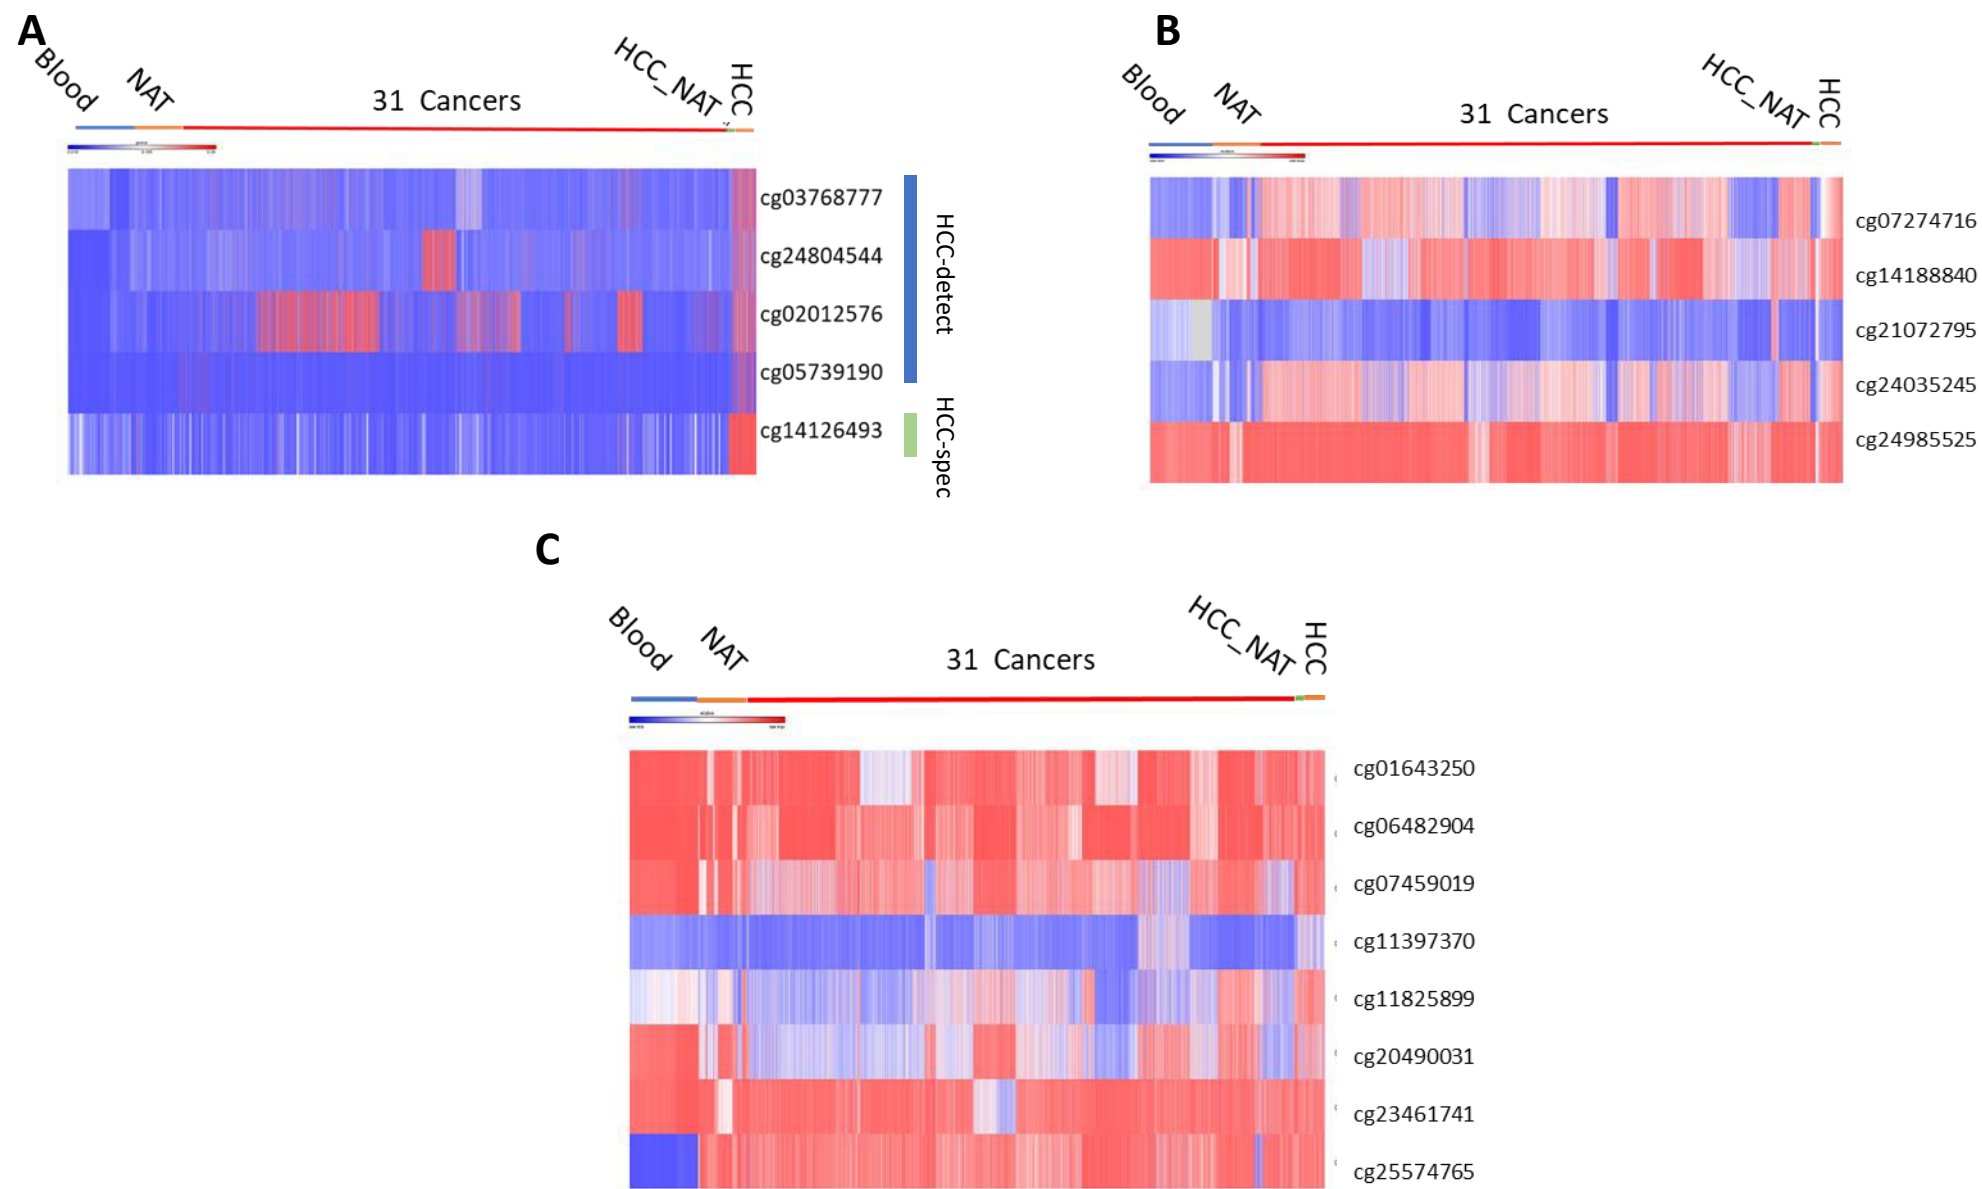 A
Blood
NAT
31 Cancers
HCC_NAT
HCC
cg03768777
cg24804544
cg02012576
cg05739190
cg14126493
HCC-detect
HCC-spec
B
Blood
NAT
31 Cancers
HCC_NAT
HCC
cg07274716
cg14188840
cg21072795
cg24035245
cg24985525
C
Blood
NAT
31 Cancers
HCC_NAT
HCC
cg01643250
cg06482904
cg07459019
cg11397370
cg11825899
cg20490031
cg23461741
cg25574765